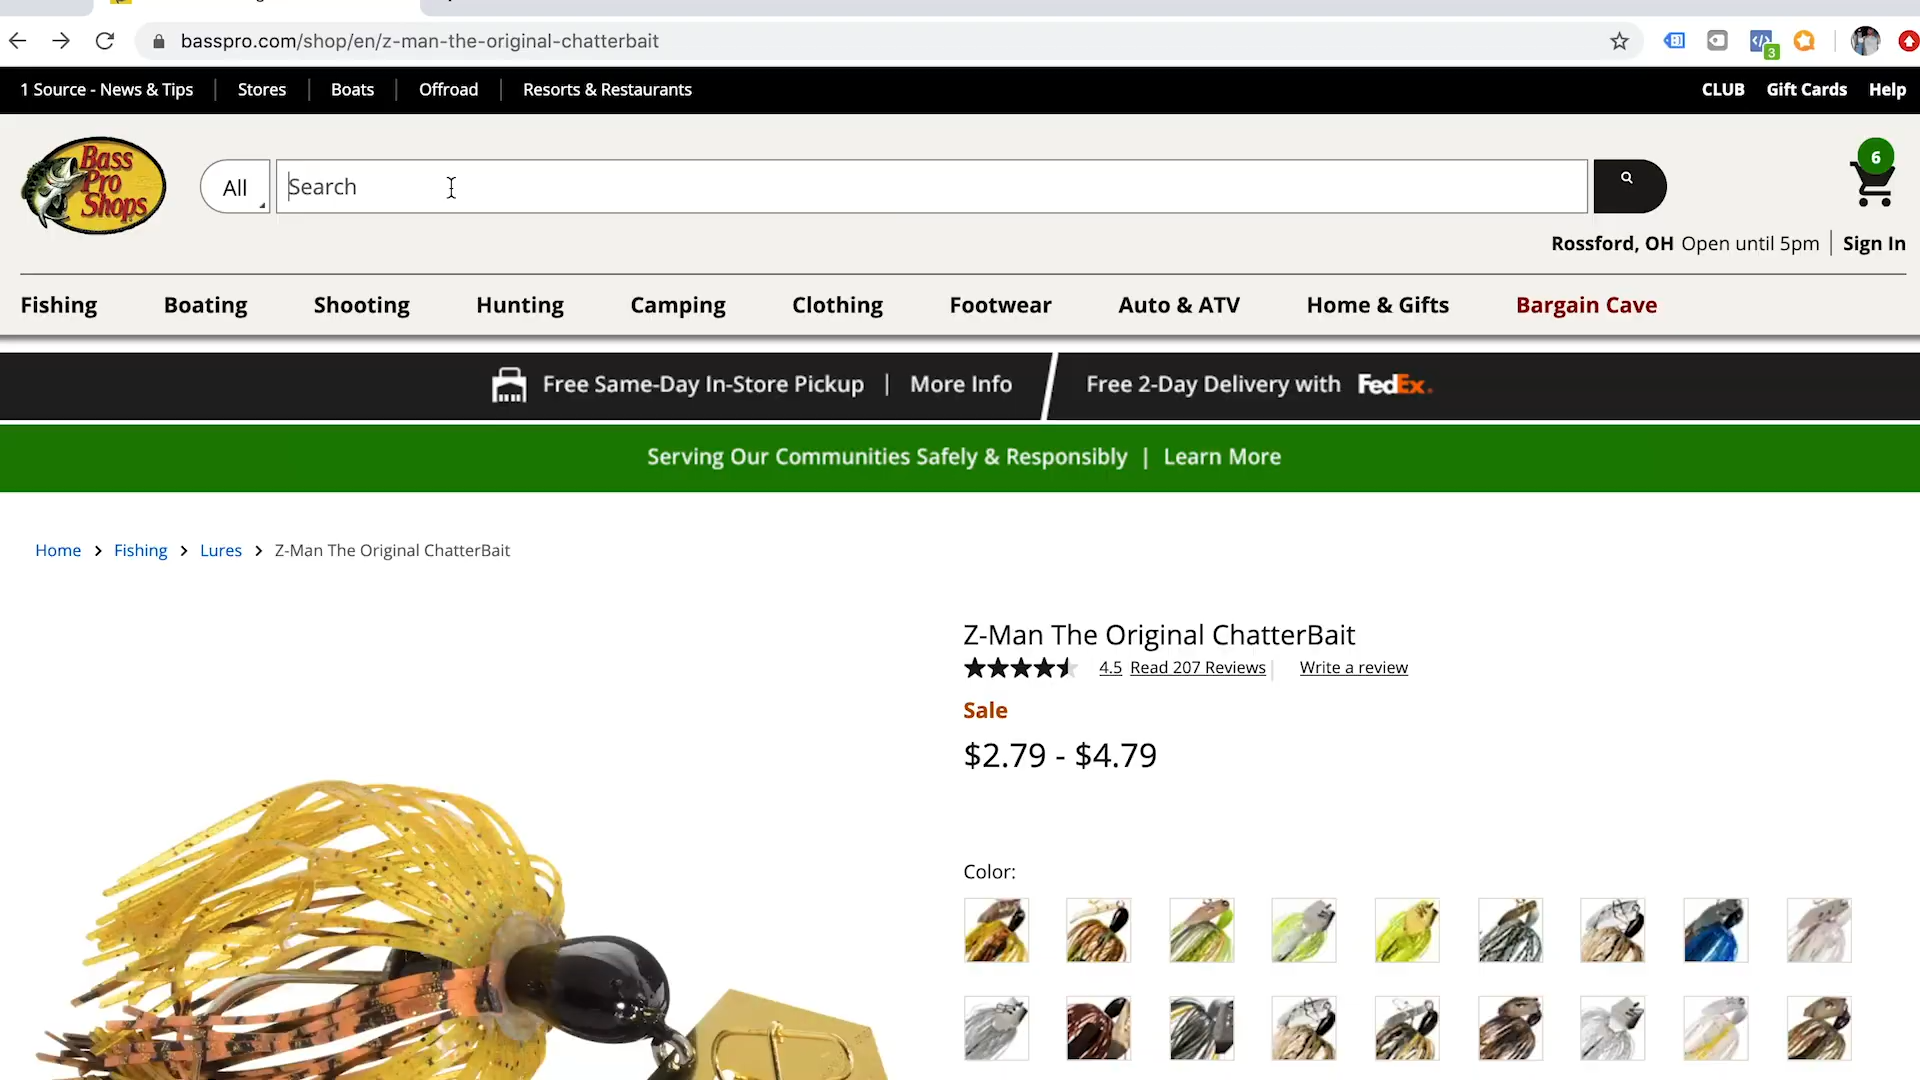 basspro.com/shop/en/z-man-the-original-chatterbait
3
1 Source - News & Tips
Stores
Boats
Offroad
Resorts & Restaurants
CLUB
Gift Cards
Help
Bass
Pro
Shops
All
Search
6
Rossford, OH Open until 5pm
Sign In
Fishing
Boating
Shooting
Hunting
Camping
Clothing
Footwear
Auto & ATV
Home & Gifts
Bargain Cave
Free Same-Day In-Store Pickup | More Info
Free 2-Day Delivery with FedEx.
Serving Our Communities Safely & Responsibly | Learn More
Home > Fishing > Lures > Z-Man The Original ChatterBait
Z-Man The Original ChatterBait
4.5 Read 207 Reviews
Write a review
Sale
$2.79 - $4.79
Color: